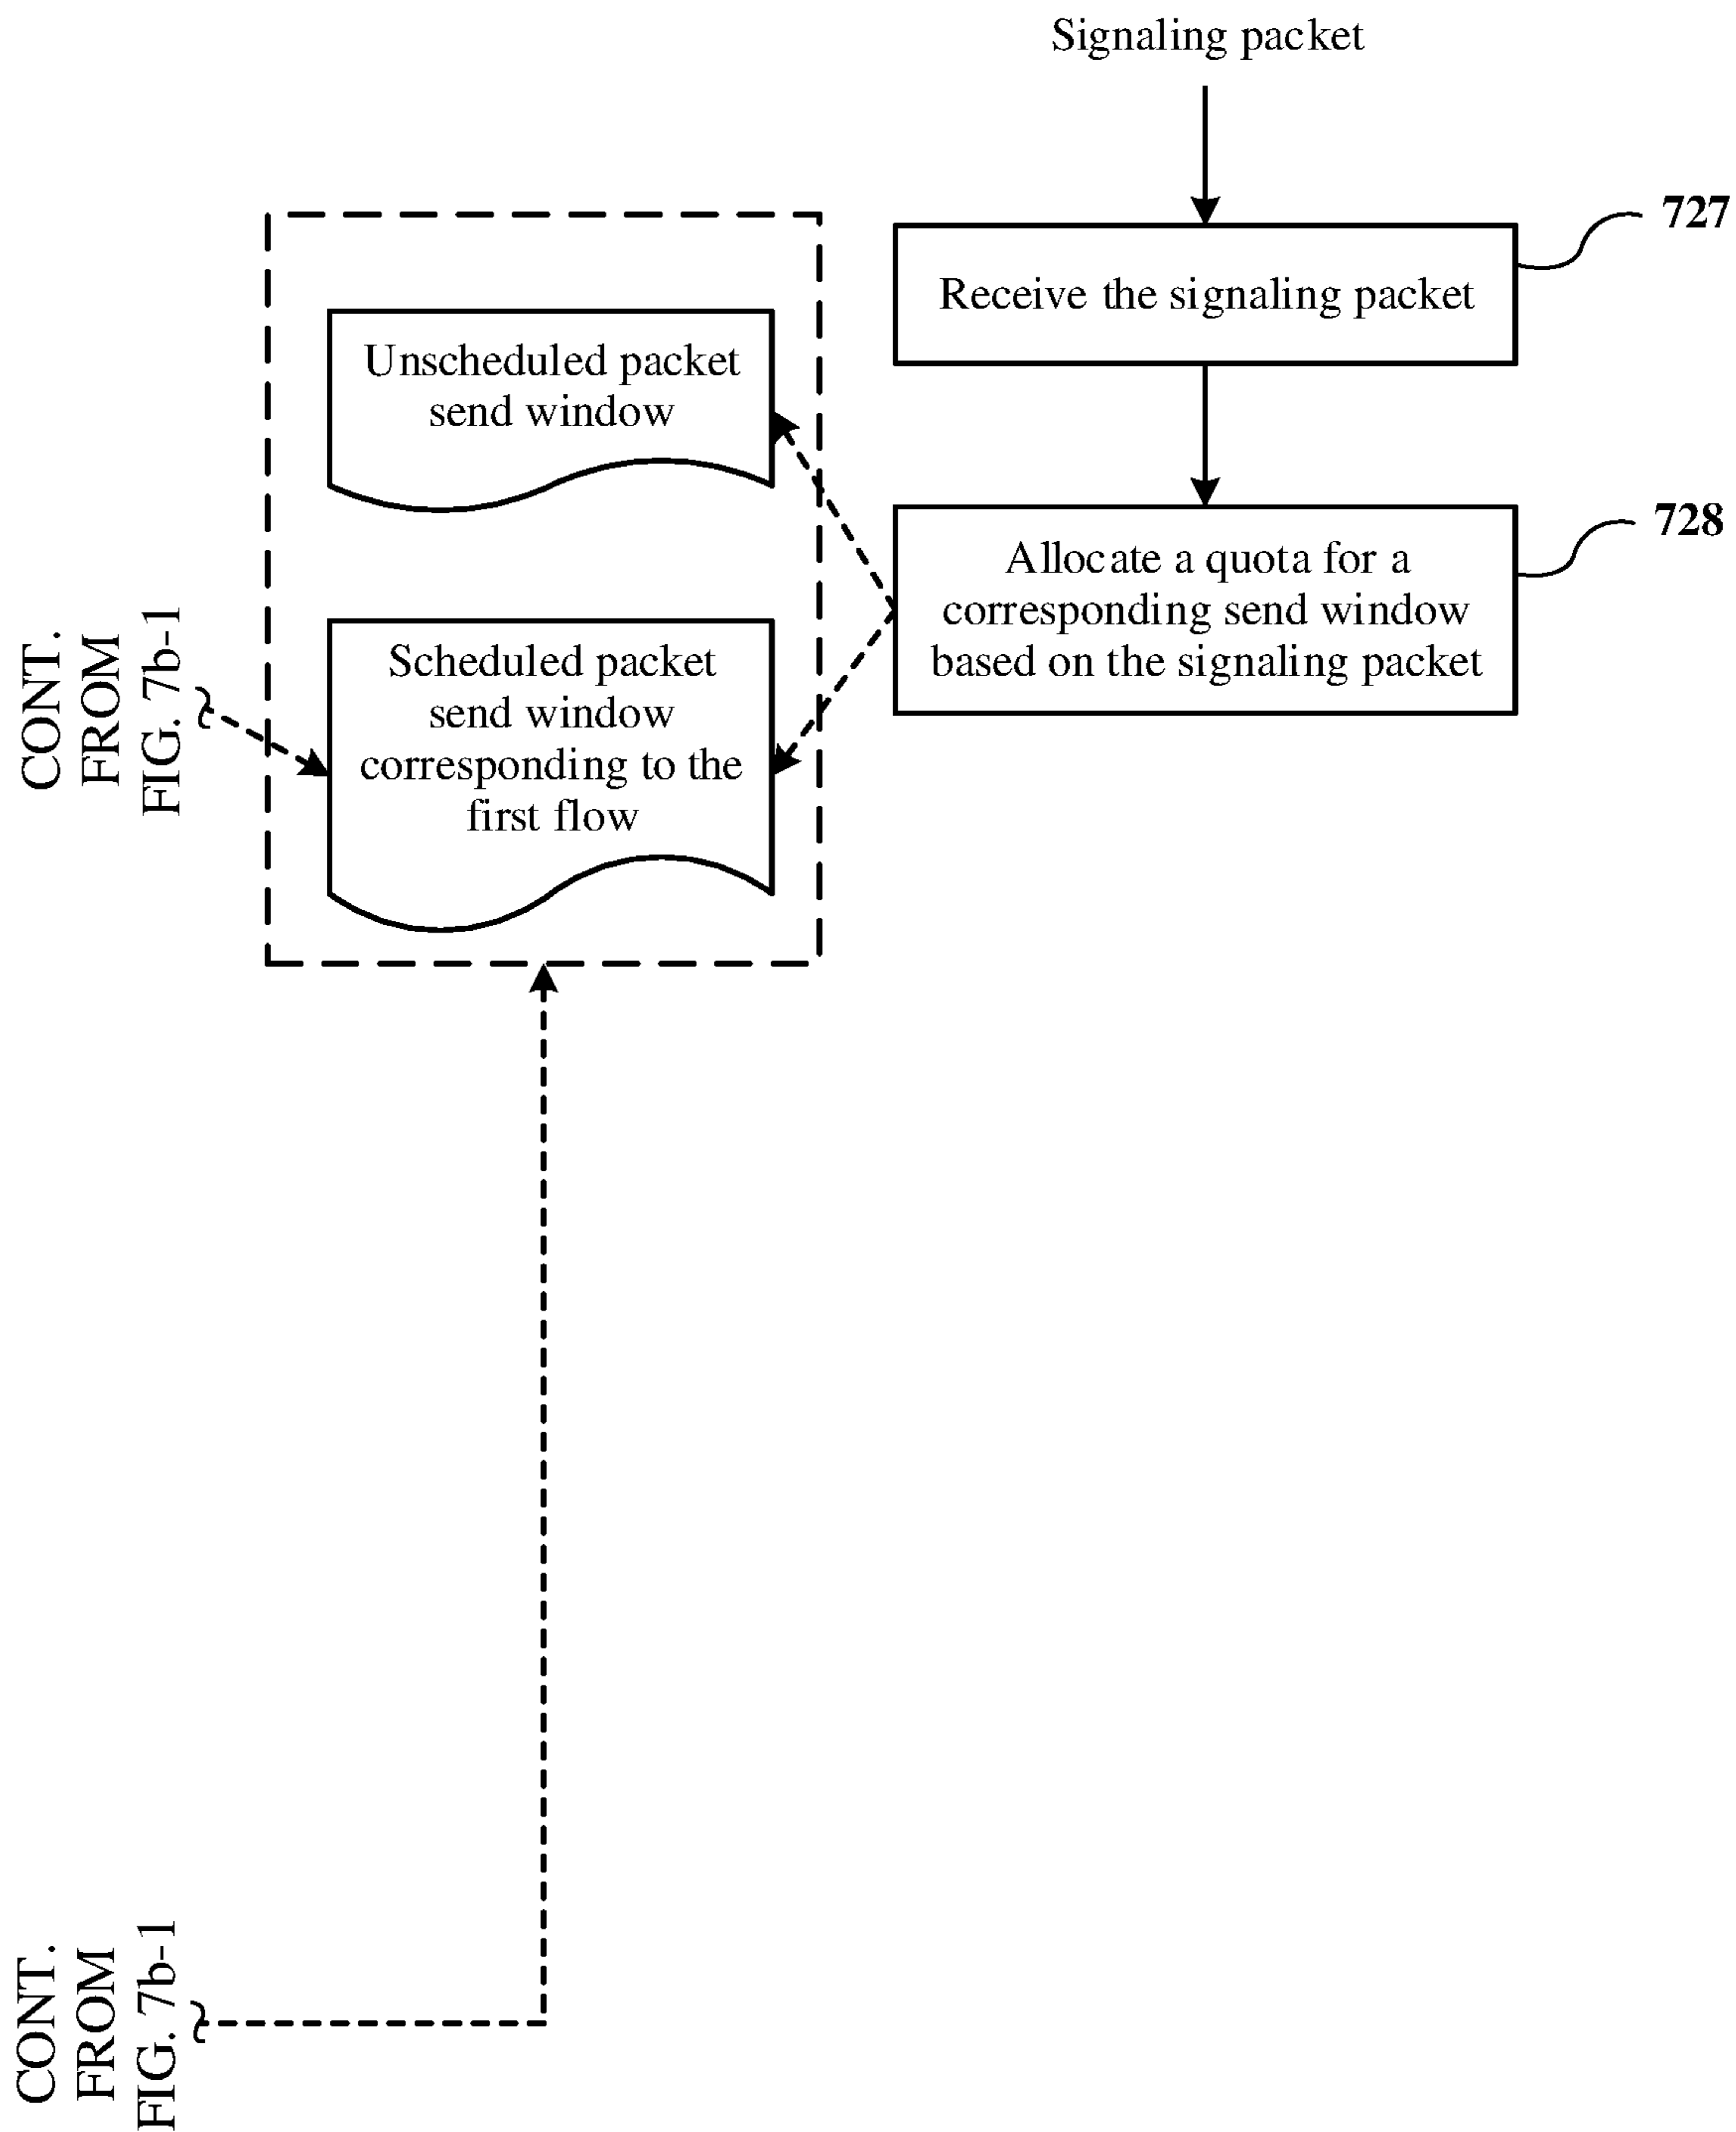 Signaling packet
727
Receive the signaling packet
Unscheduled packet
send window
728
Allocate a quota for a
corresponding send window
based on the signaling packet
CONT.
FROM
FIG. 7b-1
Scheduled packet
send window
corresponding to the
first flow
CONT.
FROM
FIG. 7b-1